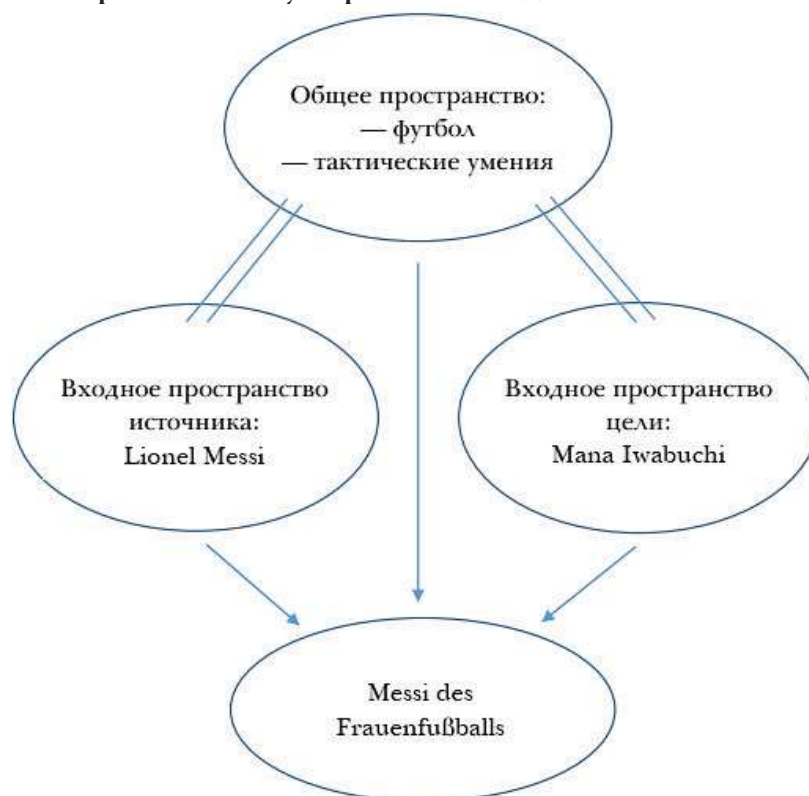 Общее пространство:
— футбол
— тактические умения
Входное пространство
источника:
Lionel Messi
Входное пространство
цели:
Mana Iwabuchi
Messi des
Frauenfußballs